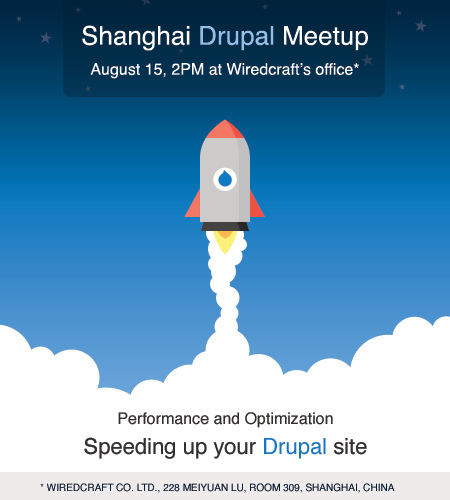 Shanghai Drupal Meetup
August 15, 2PM at Wiredcraft's office*
Performance and Optimization
Speeding up your Drupal site
* WIREDCRAFT CO. LTD., 228 MEIYUAN LU, ROOM 309, SHANGHAI, CHINA